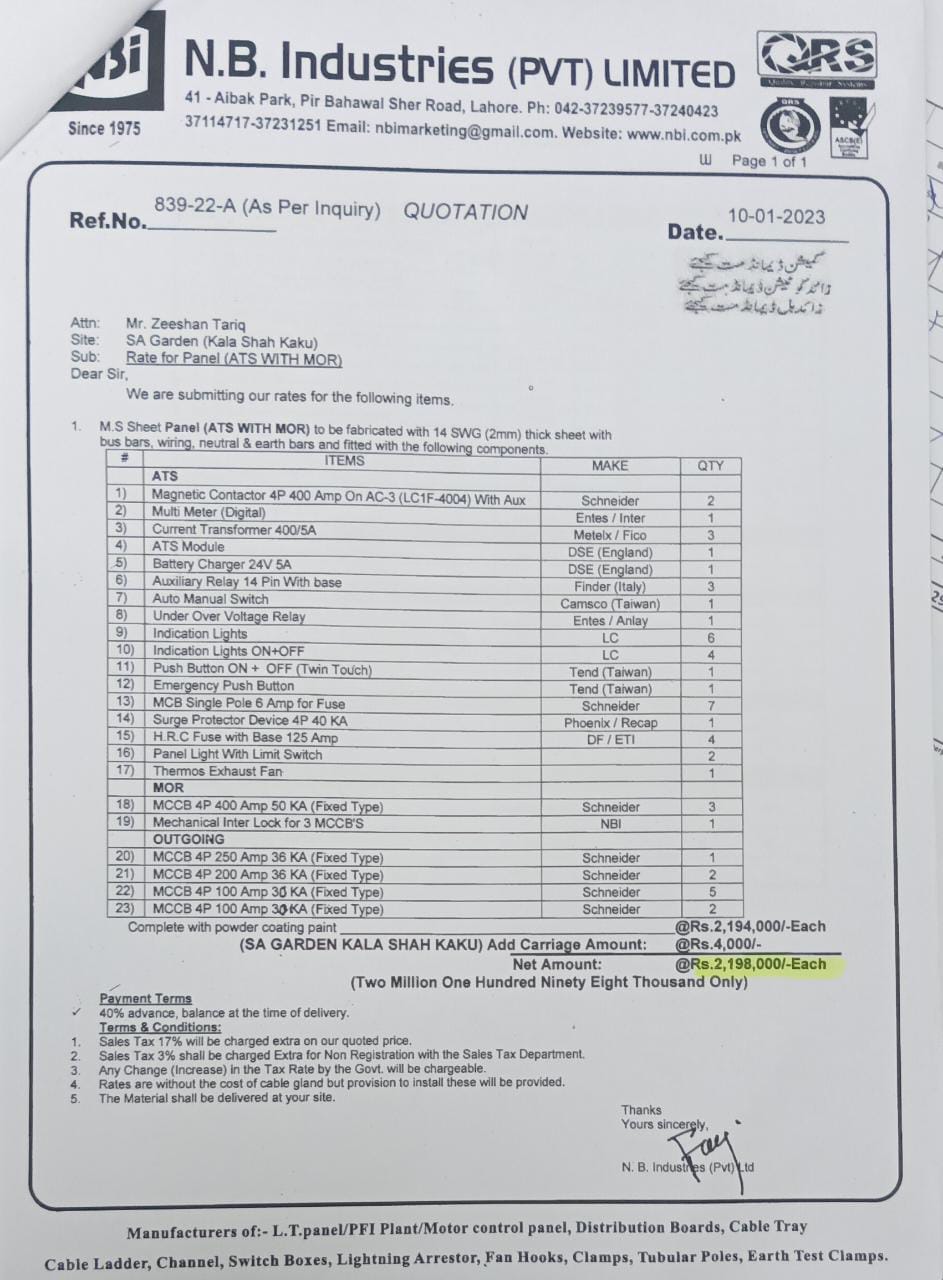 NBi
Since 1975
N.B. Industries (PVT) LIMITED
QRS
41 - Aibak Park, Pir Bahawal Sher Road, Lahore. Ph: 042-37239577-37240423
37114717-37231251 Email: nbimarketing@gmail.com. Website: www.nbi.com.pk
QRS
ASCB(E)
Page 1 of 1
Ref.No. 839-22-A (As Per Inquiry) QUOTATION
Date. 10-01-2023
کمیشن ڈیمانڈ مت کیجئے
زائد کوٹیشن ڈیمانڈ مت کیجئے
زائد بل ڈیمانڈ مت کیجئے
Attn: Mr. Zeeshan Tariq
Site: SA Garden (Kala Shah Kaku)
Sub: Rate for Panel (ATS WITH MOR)
Dear Sir,
We are submitting our rates for the following items.
1. M.S Sheet Panel (ATS WITH MOR) to be fabricated with 14 SWG (2mm) thick sheet with
bus bars, wiring, neutral & earth bars and fitted with the following components.
# ITEMS MAKE QTY
ATS
1) Magnetic Contactor 4P 400 Amp On AC-3 (LC1F-4004) With Aux Schneider 2
2) Multi Meter (Digital) Entes / Inter 1
3) Current Transformer 400/5A Metelx / Fico 3
4) ATS Module DSE (England) 1
5) Battery Charger 24V 5A DSE (England) 1
6) Auxiliary Relay 14 Pin With base Finder (Italy) 3
7) Auto Manual Switch Camsco (Taiwan) 1
8) Under Over Voltage Relay Entes / Anlay 1
9) Indication Lights LC 6
10) Indication Lights ON+OFF LC 4
11) Push Button ON + OFF (Twin Touch) Tend (Taiwan) 1
12) Emergency Push Button Tend (Taiwan) 1
13) MCB Single Pole 6 Amp for Fuse Schneider 7
14) Surge Protector Device 4P 40 KA Phoenix / Recap 1
15) H.R.C Fuse with Base 125 Amp DF / ETI 4
16) Panel Light With Limit Switch 2
17) Thermos Exhaust Fan 1
MOR
18) MCCB 4P 400 Amp 50 KA (Fixed Type) Schneider 3
19) Mechanical Inter Lock for 3 MCCB'S NBI 1
OUTGOING
20) MCCB 4P 250 Amp 36 KA (Fixed Type) Schneider 1
21) MCCB 4P 200 Amp 36 KA (Fixed Type) Schneider 2
22) MCCB 4P 100 Amp 30 KA (Fixed Type) Schneider 5
23) MCCB 4P 100 Amp 30 KA (Fixed Type) Schneider 2
Complete with powder coating paint @Rs.2,194,000/-Each
(SA GARDEN KALA SHAH KAKU) Add Carriage Amount: @Rs.4,000/-
Net Amount: @Rs.2,198,000/-Each
(Two Million One Hundred Ninety Eight Thousand Only)
Payment Terms
✓ 40% advance, balance at the time of delivery.
Terms & Conditions:
1. Sales Tax 17% will be charged extra on our quoted price.
2. Sales Tax 3% shall be charged Extra for Non Registration with the Sales Tax Department.
3. Any Change (Increase) in the Tax Rate by the Govt. will be chargeable.
4. Rates are without the cost of cable gland but provision to install these will be provided.
5. The Material shall be delivered at your site.
Thanks
Yours sincerely,
N. B. Industries (Pvt) Ltd
Manufacturers of:- L.T.panel/PFI Plant/Motor control panel, Distribution Boards, Cable Tray
Cable Ladder, Channel, Switch Boxes, Lightning Arrestor, Fan Hooks, Clamps, Tubular Poles, Earth Test Clamps.